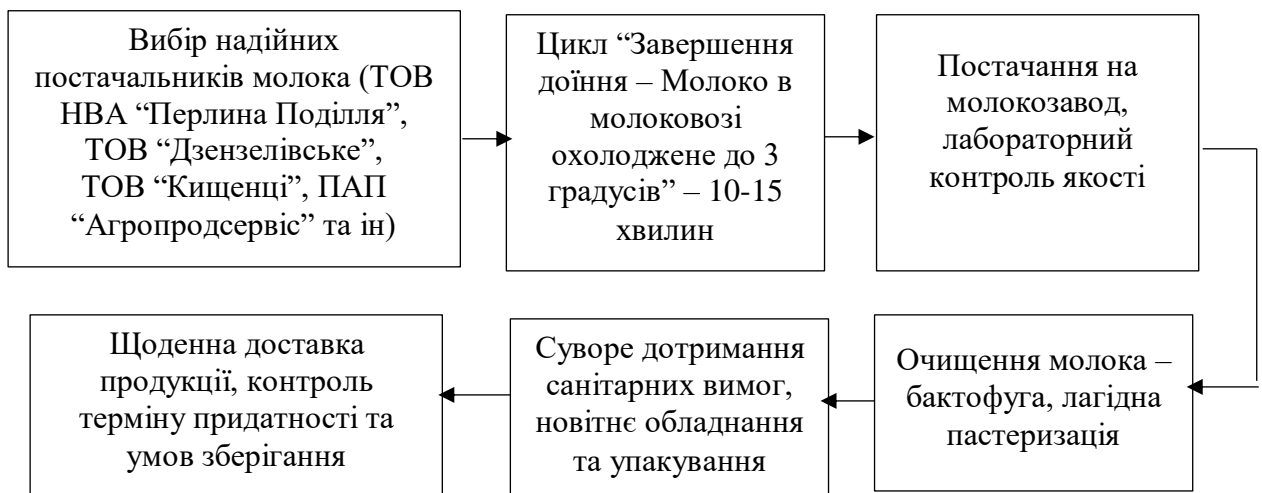 Вибір надійних
постачальників молока (ТОВ
НВА “Перлина Поділля”,
ТОВ “Дзензелівське”,
ТОВ “Кищенці”, ПАП
“Агропродсервіс” та ін)
Цикл “Завершення
доїння – Молоко в
молоковозі
охолоджене до 3
градусів” – 10-15
хвилин
Постачання на
молокозавод,
лабораторний
контроль якості
Очищення молока –
бактофуга, лагідна
пастеризація
Суворе дотримання
санітарних вимог,
новітнє обладнання
та упакування
Щоденна доставка
продукції, контроль
терміну придатності та
умов зберігання